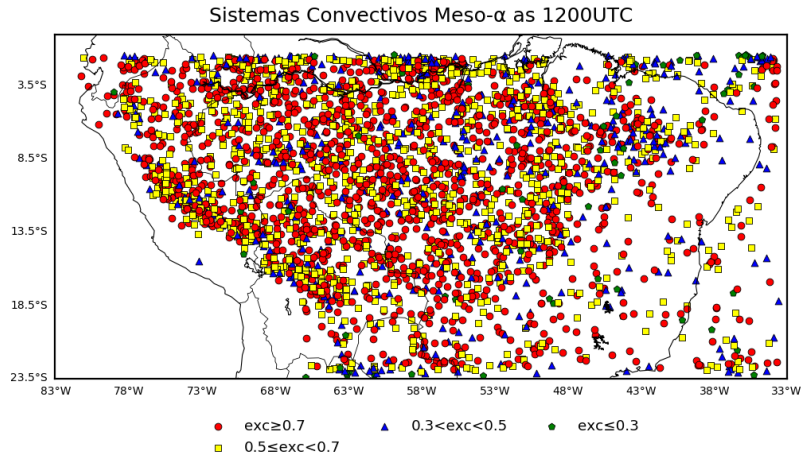 Sistemas Convectivos Meso-α as 1200UTC
3.5°S
8.5°S
13.5°S
18.5°S
23.5°S
83°W 78°W 73°W 68°W 63°W 58°W 53°W 48°W 43°W 38°W 33°W
exc≥0.7 0.3<exc<0.5 exc≤0.3
0.5≤exc<0.7